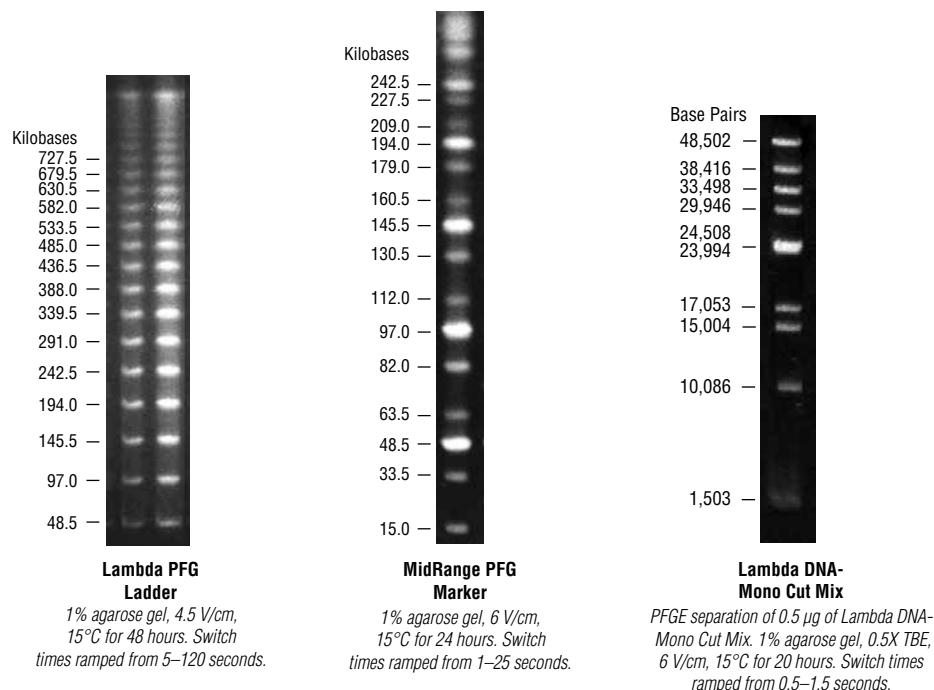 Kilobases
727.5 —
679.5 —
630.5 —
582.0 —
533.5 —
485.0 —
436.5 —
388.0 —
339.5 —
291.0 —
242.5 —
194.0 —
145.5 —
97.0 —
48.5 —
Lambda PFG
Ladder
1% agarose gel, 4.5 V/cm,
15°C for 48 hours. Switch
times ramped from 5–120 seconds.
Kilobases
242.5 —
227.5 —
209.0 —
194.0 —
179.0 —
160.5 —
145.5 —
130.5 —
112.0 —
97.0 —
82.0 —
63.5 —
48.5 —
33.5 —
15.0 —
MidRange PFG
Marker
1% agarose gel, 6 V/cm,
15°C for 24 hours. Switch
times ramped from 1–25 seconds.
Base Pairs
48,502 —
38,416 —
33,498 —
29,946 —
24,508
23,994 —
17,053 —
15,004 —
10,086 —
1,503 —
Lambda DNA-
Mono Cut Mix
PFGE separation of 0.5 µg of Lambda DNA-
Mono Cut Mix. 1% agarose gel, 0.5X TBE,
6 V/cm, 15°C for 20 hours. Switch times
ramped from 0.5–1.5 seconds.